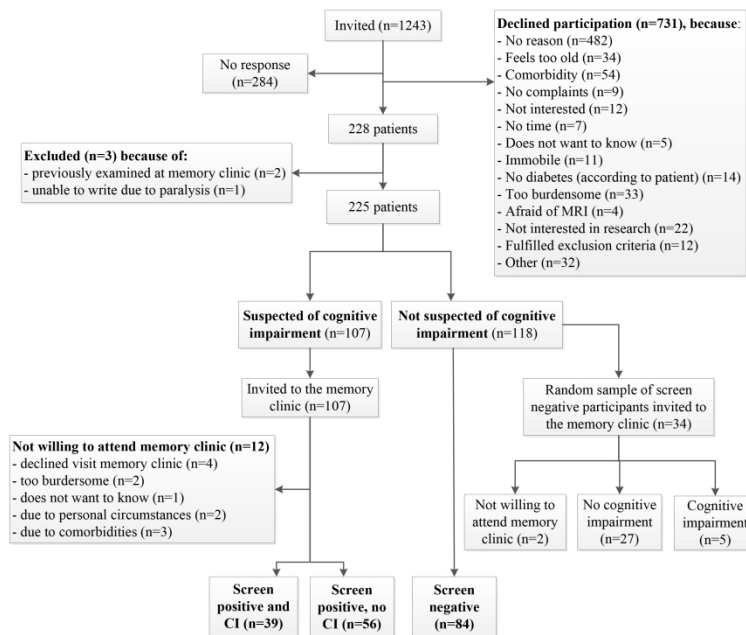 Invited (n=1243)
No response
(n=284)
Declined participation (n=731), because:
- No reason (n=482)
- Feels too old (n=34)
- Comorbidity (n=54)
- No complaints (n=9)
- Not interested (n=12)
- No time (n=7)
- Does not want to know (n=5)
- Immobile (n=11)
- No diabetes (according to patient) (n=14)
- Too burdensome (n=33)
- Afraid of MRI (n=4)
- Not interested in research (n=22)
- Fulfilled exclusion criteria (n=12)
- Other (n=32)
228 patients
Excluded (n=3) because of:
- previously examined at memory clinic (n=2)
- unable to write due to paralysis (n=1)
225 patients
Suspected of cognitive
impairment (n=107)
Not suspected of cognitive
impairment (n=118)
Invited to the memory
clinic (n=107)
Random sample of screen
negative participants invited to
the memory clinic (n=34)
Not willing to attend memory clinic (n=12)
- declined visit memory clinic (n=4)
- too burdersome (n=2)
- does not want to know (n=1)
- due to personal circumstances (n=2)
- due to comorbidities (n=3)
Not willing to
attend memory
clinic (n=2)
No cognitive
impairment
(n=27)
Cognitive
impairment
(n=5)
Screen
positive and
CI (n=39)
Screen
positive, no
CI (n=56)
Screen
negative
(n=84)